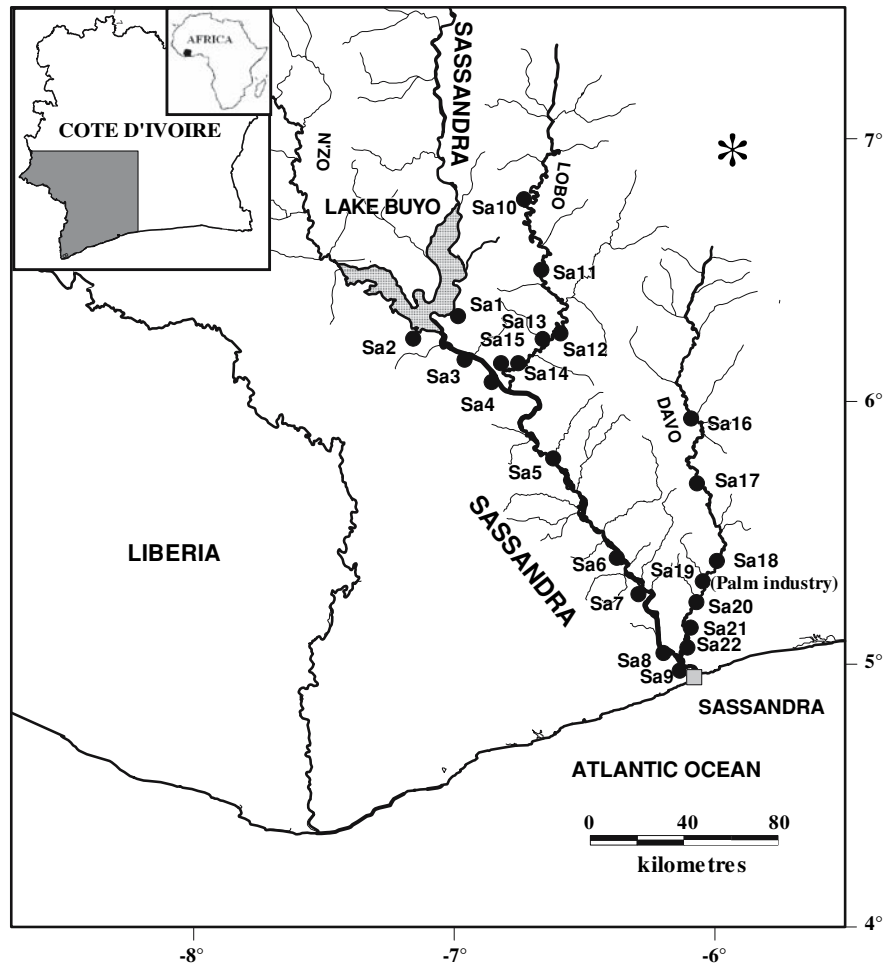 AFRICA
COTE D'IVOIRE
SASSANDRA
N'ZO
LOBO
7°
LAKE BUYO
Sa10
Sa11
Sa1
Sa13
Sa12
Sa15
Sa2
Sa14
Sa3
Sa4
6°
DAVO
Sa16
Sa5
Sa17
SASSANDRA
LIBERIA
Sa6
Sa19
Sa18
(Palm industry)
Sa7
Sa20
Sa21
Sa22
Sa8
5°
Sa9
SASSANDRA
ATLANTIC OCEAN
0 40 80
kilometres
4°
-8° -7° -6°